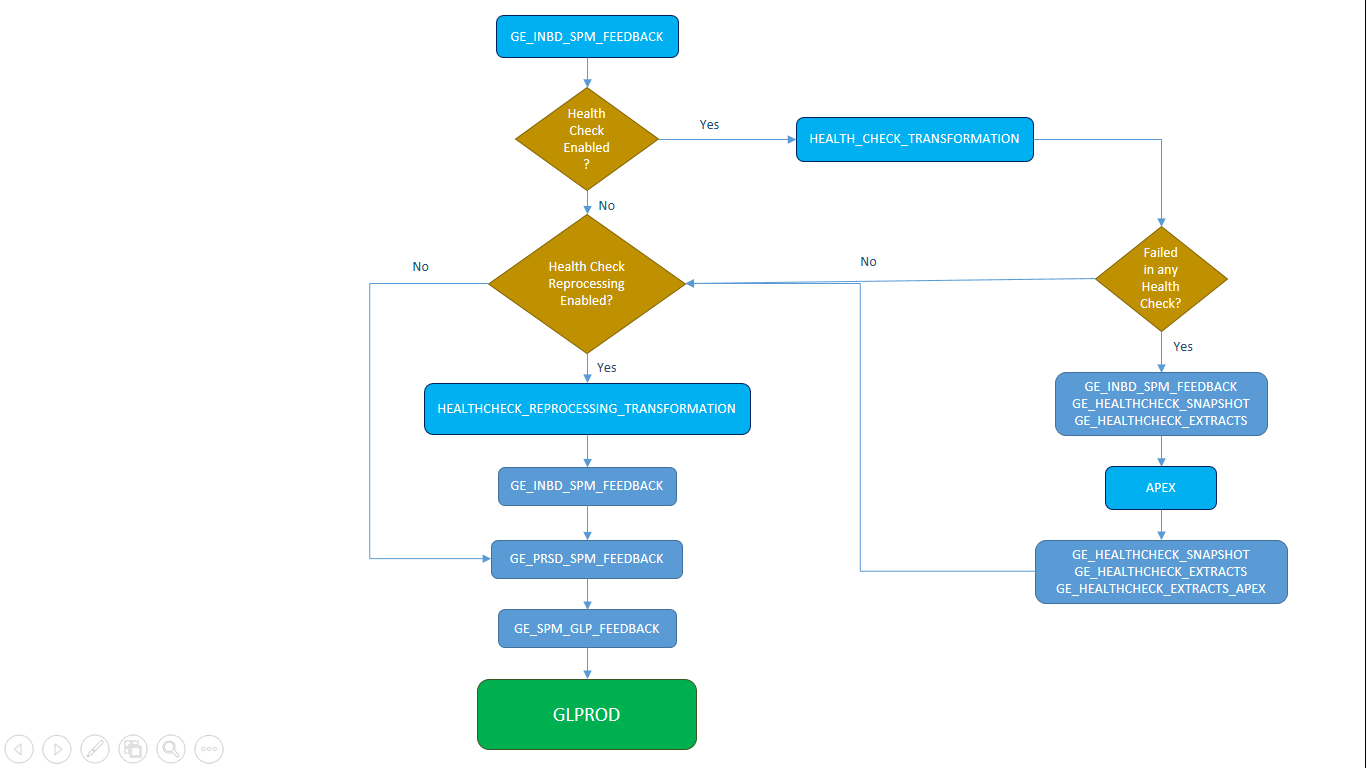 GE_INBD_SPM_FEEDBACK
Health
Check
Enabled
?
Yes
HEALTH_CHECK_TRANSFORMATION
No
Health Check
Reprocessing
Enabled?
No
No
Failed
in any
Health
Check?
Yes
Yes
HEALTHCHECK_REPROCESSING_TRANSFORMATION
GE_INBD_SPM_FEEDBACK
GE_HEALTHCHECK_SNAPSHOT
GE_HEALTHCHECK_EXTRACTS
GE_INBD_SPM_FEEDBACK
APEX
GE_PRSD_SPM_FEEDBACK
GE_HEALTHCHECK_SNAPSHOT
GE_HEALTHCHECK_EXTRACTS
GE_HEALTHCHECK_EXTRACTS_APEX
GE_SPM_GLP_FEEDBACK
GLPROD